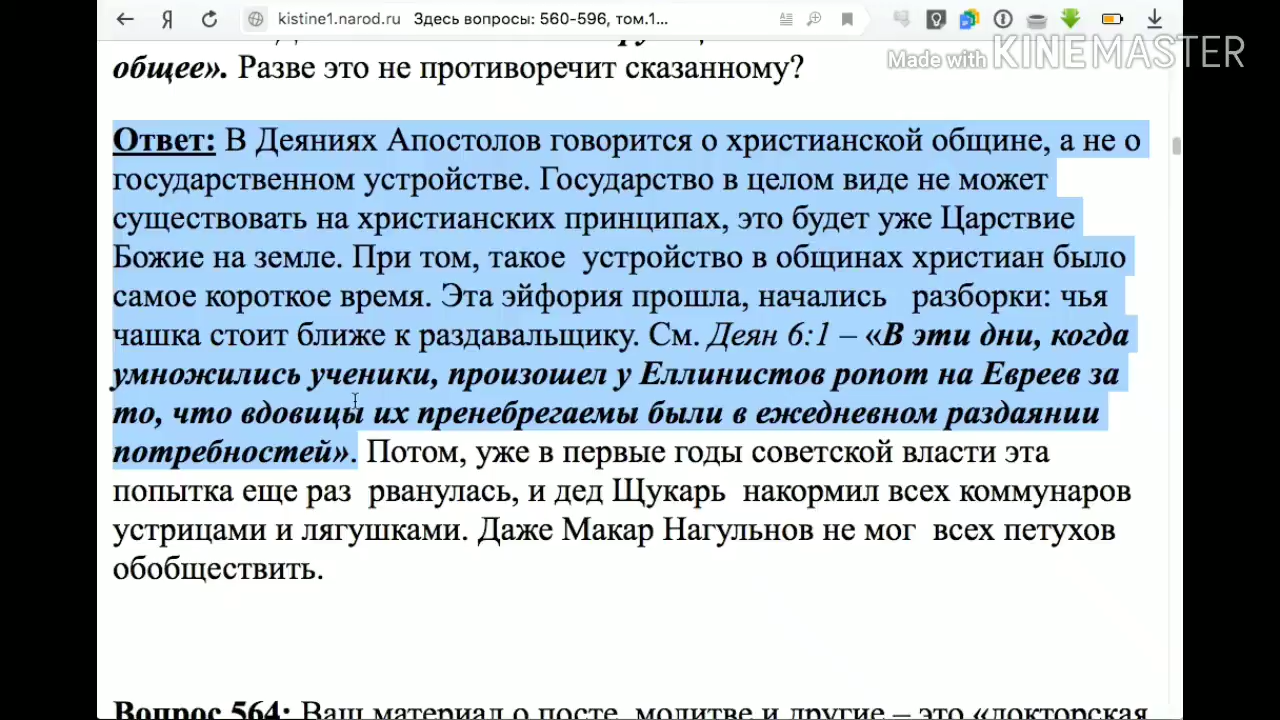 kistine1.narod.ru Здесь вопросы: 560-596, том.1...
Made with KINEMASTER
общее». Разве это не противоречит сказанному?
Ответ: В Деяниях Апостолов говорится о христианской общине, а не о
государственном устройстве. Государство в целом виде не может
существовать на христианских принципах, это будет уже Царствие
Божие на земле. При том, такое устройство в общинах христиан было
самое короткое время. Эта эйфория прошла, начались разборки: чья
чашка стоит ближе к раздавальщику. См. Деян 6:1 – «В эти дни, когда
умножились ученики, произошел у Еллинистов ропот на Евреев за
то, что вдовицы их пренебрегаемы были в ежедневном раздаянии
потребностей». Потом, уже в первые годы советской власти эта
попытка еще раз рванулась, и дед Щукарь накормил всех коммунаров
устрицами и лягушками. Даже Макар Нагульнов не мог всех петухов
обобществить.
Вопрос 564: Ваш материал о посте, молитве и другие – это «докторская